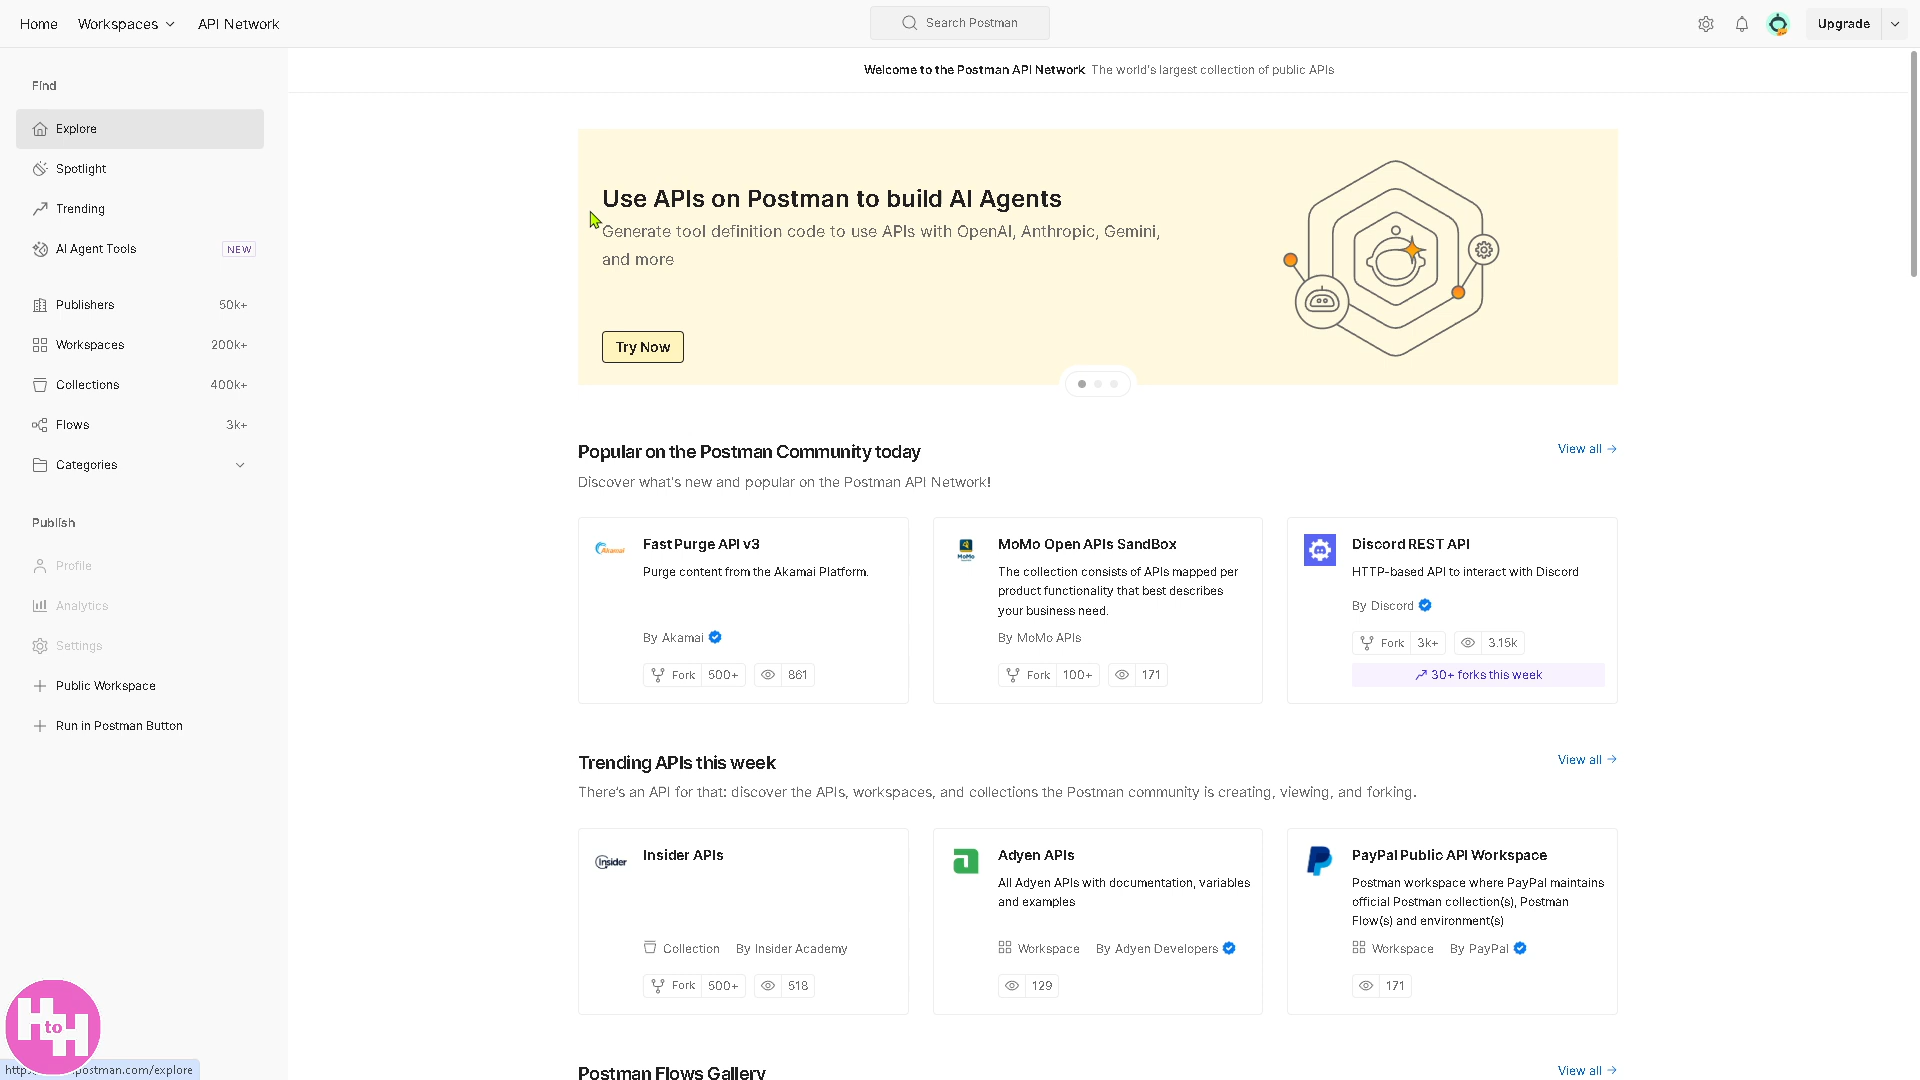 Home
Workspaces
API Network
Search Postman
Upgrade
Find
Explore
Spotlight
Trending
AI Agent Tools
NEW
Publishers
50k+
Workspaces
200k+
Collections
400k+
Flows
3k+
Categories
Publish
Profile
Analytics
Settings
Public Workspace
Run in Postman Button
H to H
postman.com/explore
Welcome to the Postman API Network The world's largest collection of public APIs
Use APIs on Postman to build AI Agents
Generate tool definition code to use APIs with OpenAI, Anthropic, Gemini,
and more
Try Now
Popular on the Postman Community today
View all →
Discover what's new and popular on the Postman API Network!
Akamai
Fast Purge API v3
Purge content from the Akamai Platform.
By Akamai
Fork 500+ 861
MoMo
MoMo Open APIs SandBox
The collection consists of APIs mapped per
product functionality that best describes
your business need.
By MoMo APIs
Fork 100+ 171
Discord REST API
HTTP-based API to interact with Discord
By Discord
Fork 3k+ 3.15k
30+ forks this week
Trending APIs this week
View all →
There's an API for that: discover the APIs, workspaces, and collections the Postman community is creating, viewing, and forking.
Insider
Insider APIs
Collection By Insider Academy
Fork 500+ 518
Adyen APIs
All Adyen APIs with documentation, variables
and examples
Workspace By Adyen Developers
129
PayPal Public API Workspace
Postman workspace where PayPal maintains
official Postman collection(s), Postman
Flow(s) and environment(s)
Workspace By PayPal
171
Postman Flows Gallery
View all →